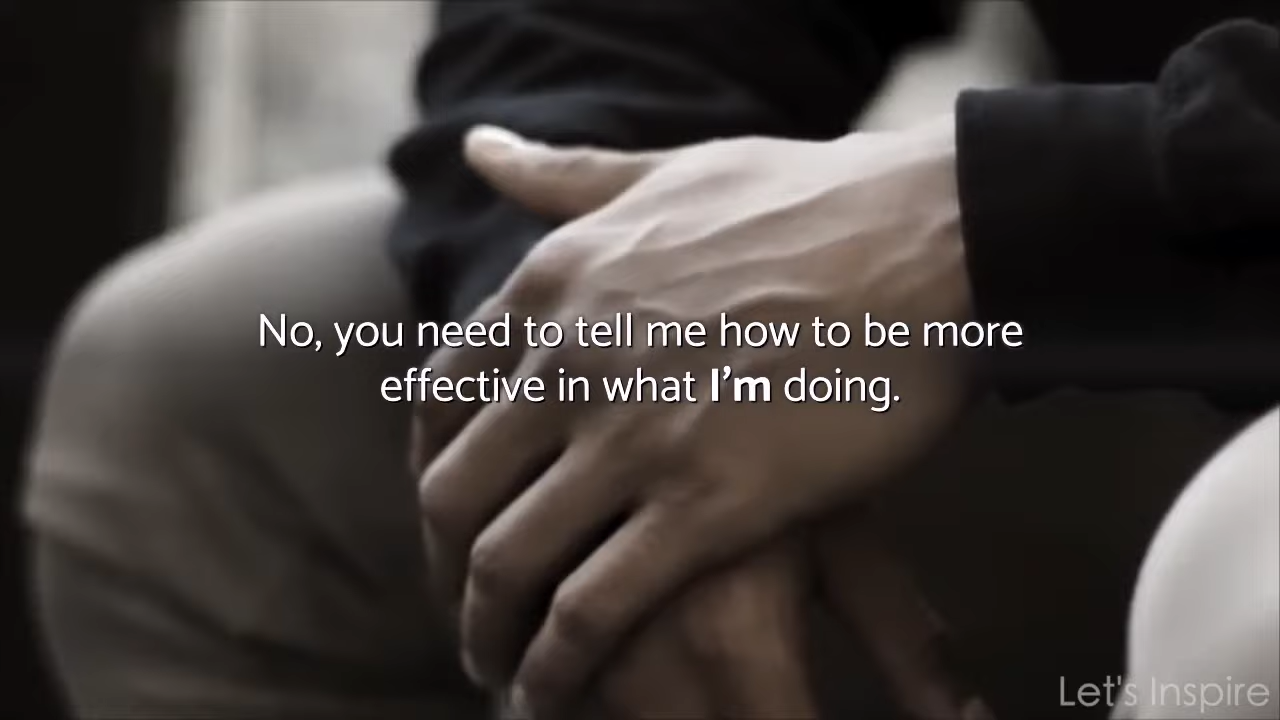 No, you need to tell me how to be more
effective in what I'm doing.
Let's Inspire